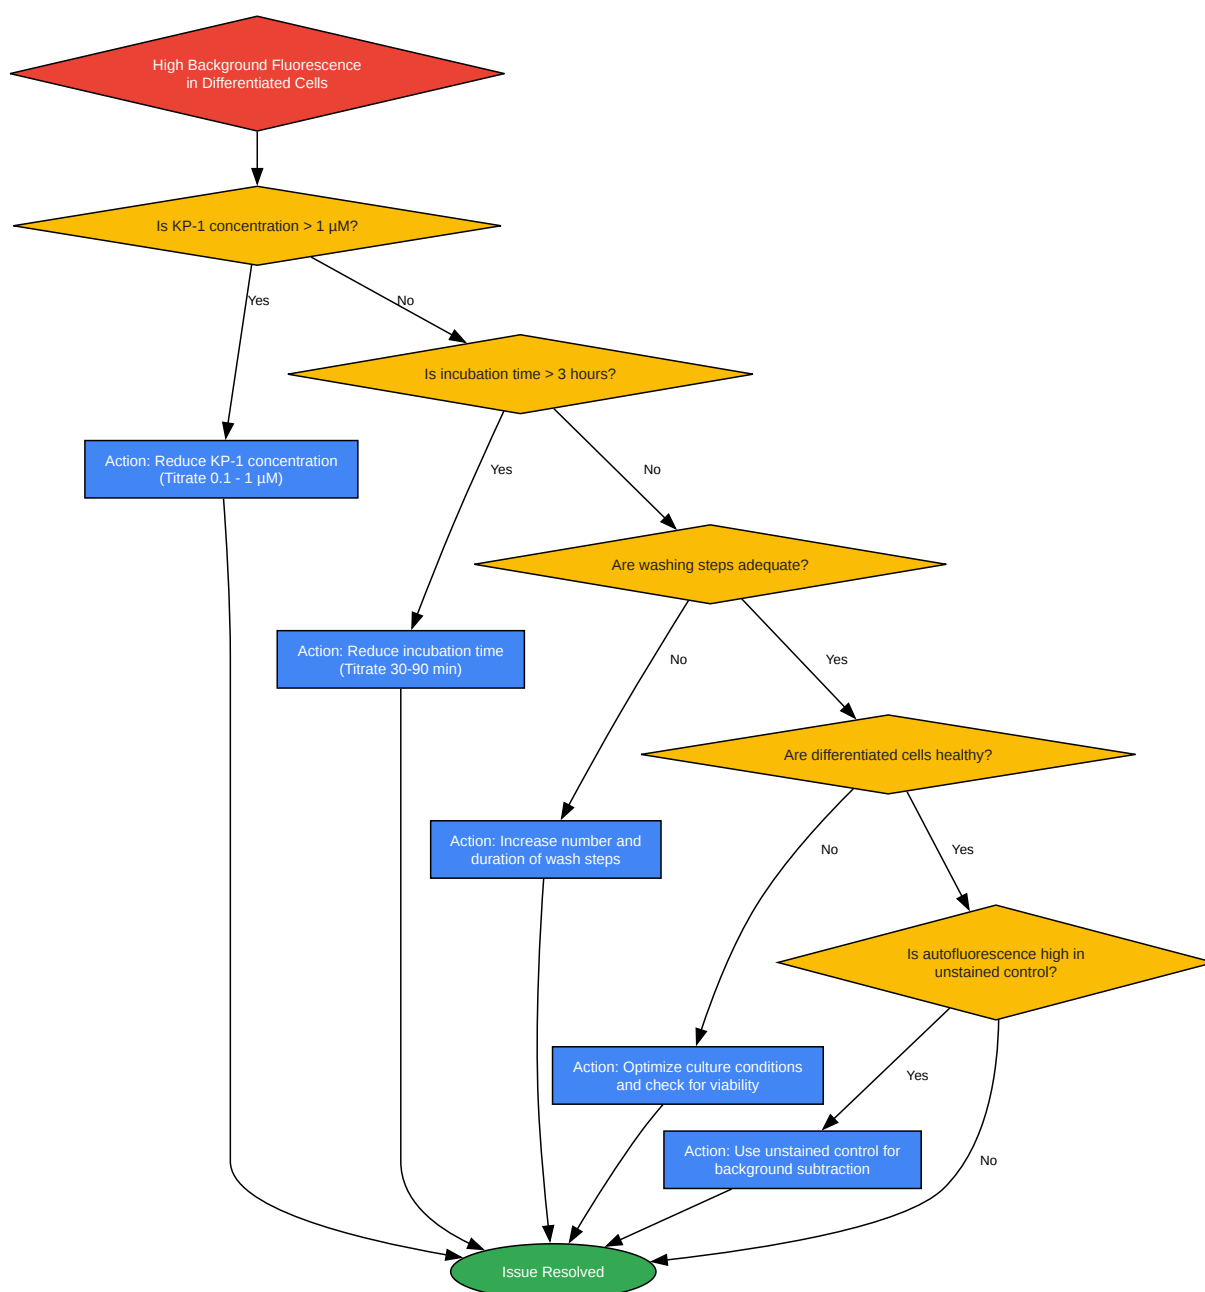 High Background Fluorescence
in Differentiated Cells
Is KP-1 concentration > 1 µM?
Yes
No
Is incubation time > 3 hours?
Action: Reduce KP-1 concentration
(Titrate 0.1 - 1 µM)
Yes
No
Are washing steps adequate?
Action: Reduce incubation time
(Titrate 30-90 min)
No
Yes
Are differentiated cells healthy?
Action: Increase number and
duration of wash steps
No
Yes
Is autofluorescence high in
unstained control?
Action: Optimize culture conditions
and check for viability
Yes
Action: Use unstained control for
background subtraction
No
Issue Resolved